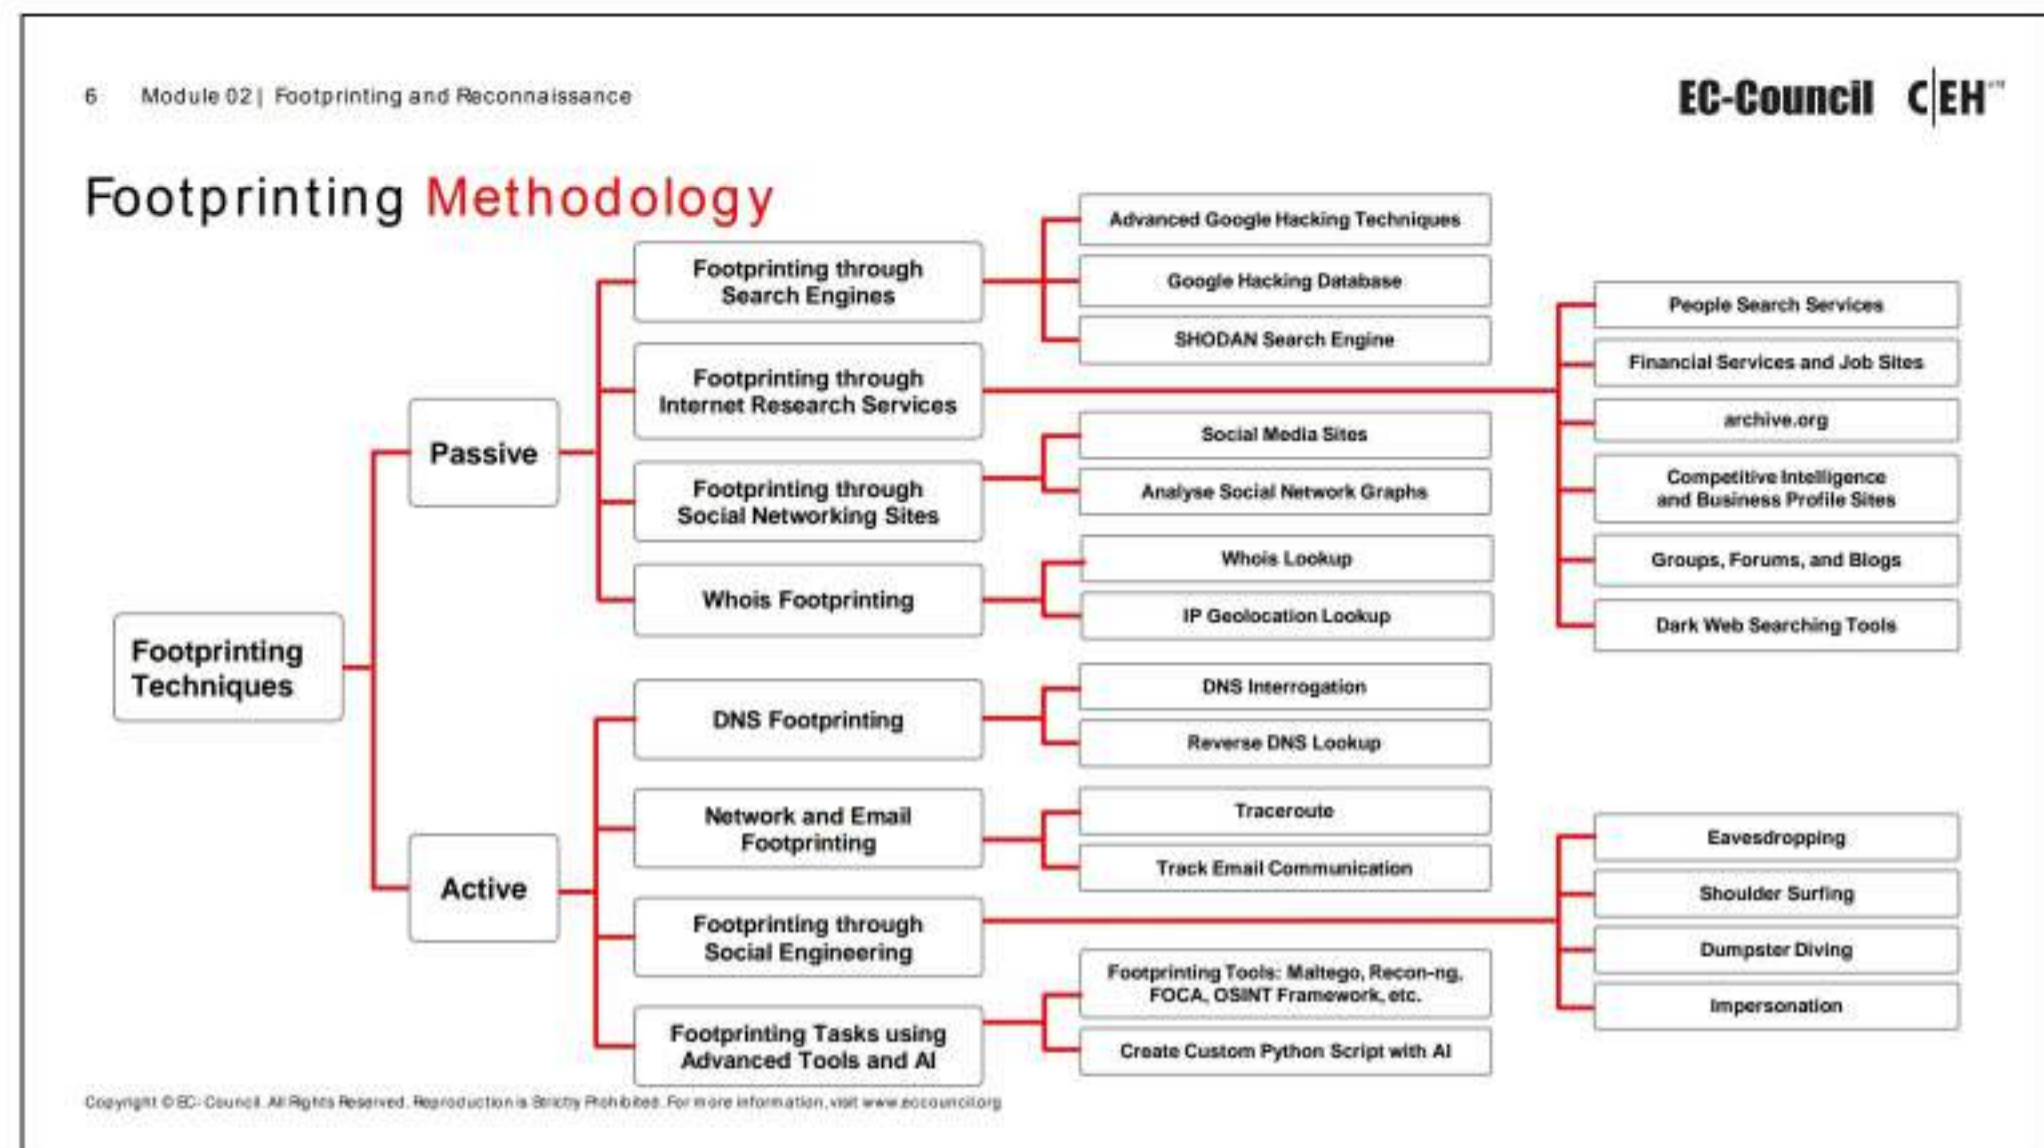 6 Module 02 | Footprinting and Reconnaissance
EC-Council C|EH™
Footprinting Methodology
Footprinting
Techniques
Passive
Footprinting through
Search Engines
Advanced Google Hacking Techniques
Google Hacking Database
SHODAN Search Engine
Footprinting through
Internet Research Services
People Search Services
Financial Services and Job Sites
archive.org
Competitive Intelligence
and Business Profile Sites
Groups, Forums, and Blogs
Dark Web Searching Tools
Footprinting through
Social Networking Sites
Social Media Sites
Analyse Social Network Graphs
Whois Footprinting
Whois Lookup
IP Geolocation Lookup
Active
DNS Footprinting
DNS Interrogation
Reverse DNS Lookup
Network and Email
Footprinting
Traceroute
Track Email Communication
Footprinting through
Social Engineering
Eavesdropping
Shoulder Surfing
Dumpster Diving
Impersonation
Footprinting Tasks using
Advanced Tools and AI
Footprinting Tools: Maltego, Recon-ng,
FOCA, OSINT Framework, etc.
Create Custom Python Script with AI
Copyright © EC-Council. All Rights Reserved. Reproduction is Strictly Prohibited. For more information, visit www.eccouncil.org